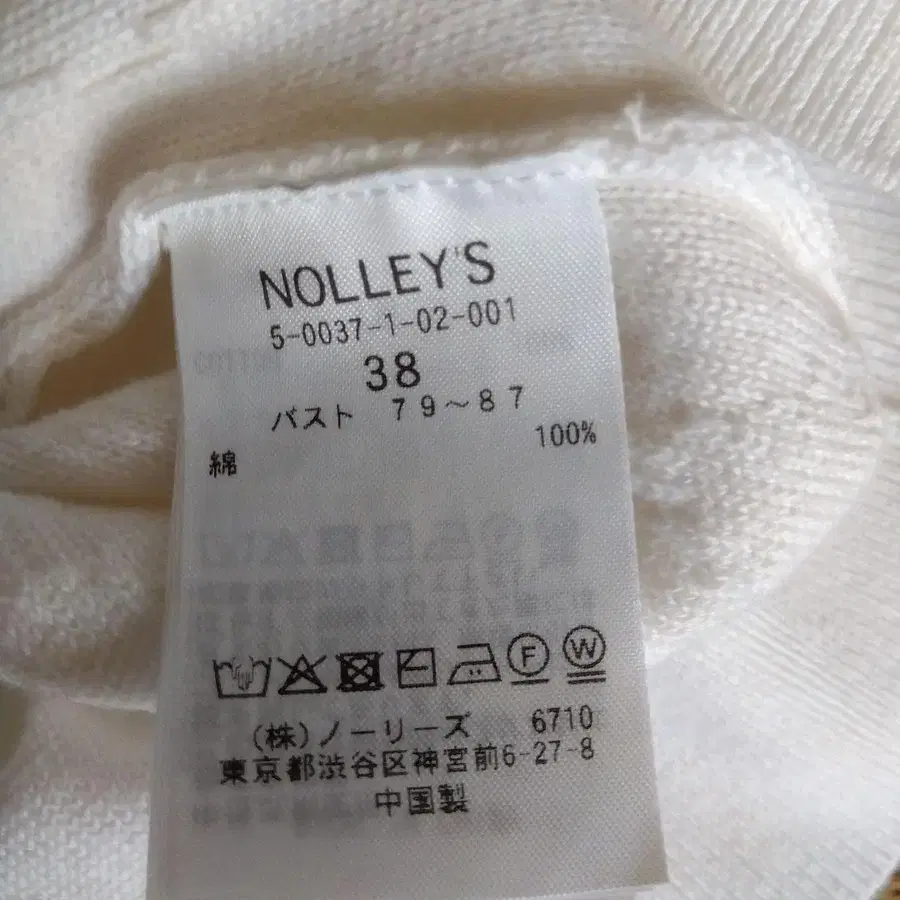 NOLLEY'S
5-0037-1-02-001
38
バスト 79~87
綿 100%
F W
(株)ノーリーズ 6710
東京都渋谷区神宮前6-27-8
中国製